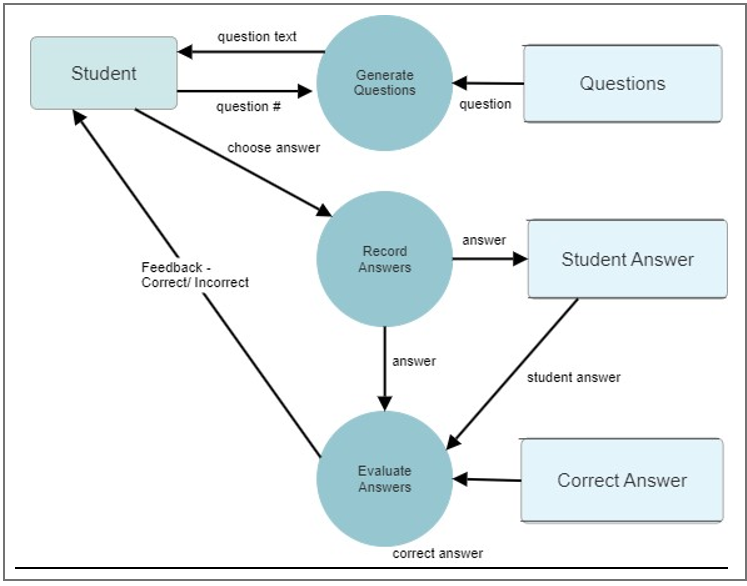 question text
Student
Generate
Questions
Questions
question #
question
choose answer
Record
Answers
answer
Student Answer
Feedback -
Correct/ Incorrect
answer
student answer
Evaluate
Answers
Correct Answer
correct answer